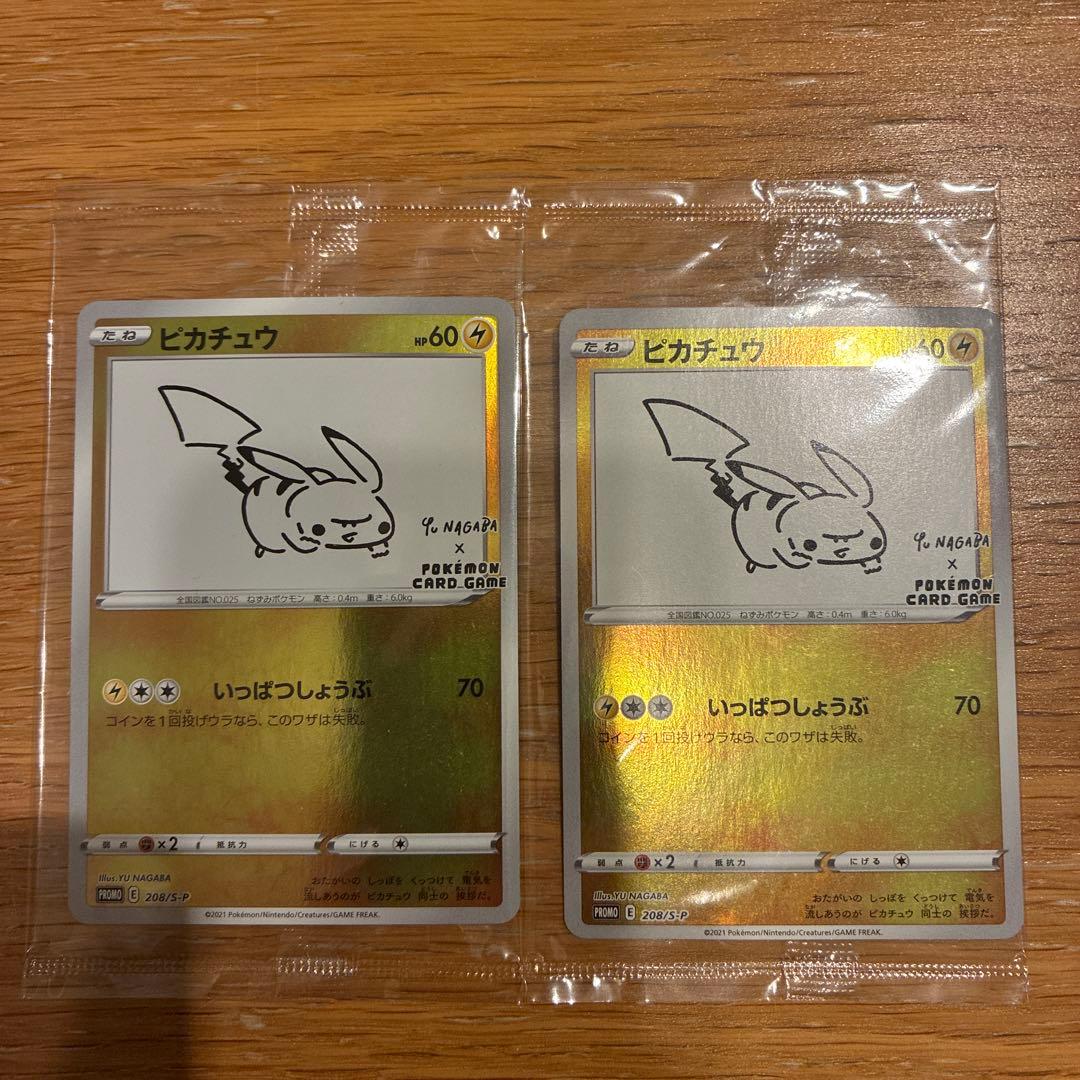 たね ピカチュウ HP60
Yu NAGABA
×
POKÉMON
CARD GAME
全国図鑑NO.025 ねずみポケモン 高さ:0.4m 重さ:6.0kg
いっぱつしょうぶ 70
コインを1回投げウラなら、このワザは失敗。
弱点 ×2 抵抗力 にげる
Illus.YU NAGABA
おたがいの しっぽを くっつけて 電気を
流しあうのが ピカチュウ 同士の 挨拶だ。
PROMO E 208/S-P
©2021 Pokémon/Nintendo/Creatures/GAME FREAK.
たね ピカチュウ 60
Yu NAGABA
×
POKÉMON
CARD GAME
全国図鑑NO.025 ねずみポケモン 高さ:0.4m 重さ:6.0kg
いっぱつしょうぶ 70
コインを1回投げウラなら、このワザは失敗。
弱点 ×2 抵抗力 にげる
Illus.YU NAGABA
おたがいの しっぽを くっつけて 電気を
流しあうのが ピカチュウ 同士の 挨拶だ。
PROMO E 208/S-P
©2021 Pokémon/Nintendo/Creatures/GAME FREAK.